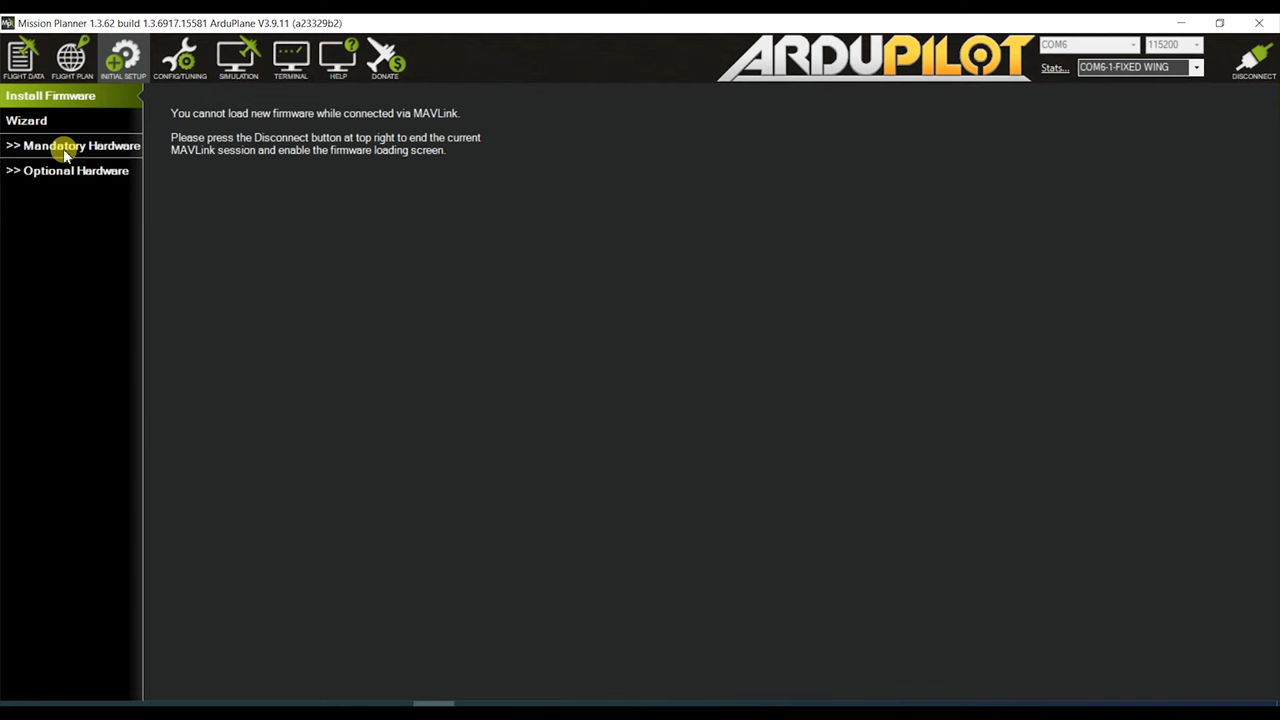 Mission Planner 1.3.62 build 1.3.6917.15581 ArduPlane V3.9.11 (a23329b2)
FLIGHT DATA
FLIGHT PLAN
INITIAL SETUP
CONFIG/TUNING
SIMULATION
TERMINAL
HELP
DONATE
ARDUPILOT
COM6
115200
Stats...
COM6-1-FIXED WING
DISCONNECT
Install Firmware
Wizard
>> Mandatory Hardware
>> Optional Hardware
You cannot load new firmware while connected via MAVLink.
Please press the Disconnect button at top right to end the current
MAVLink session and enable the firmware loading screen.